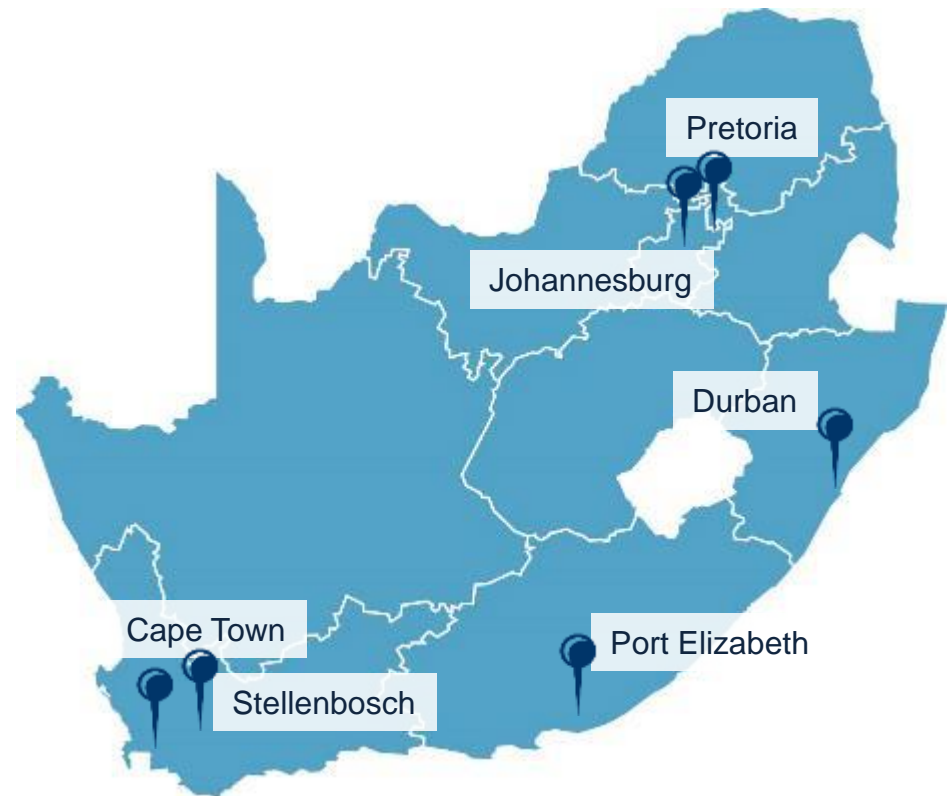 Pretoria
Johannesburg
Durban
Cape Town
Port Elizabeth
Stellenbosch